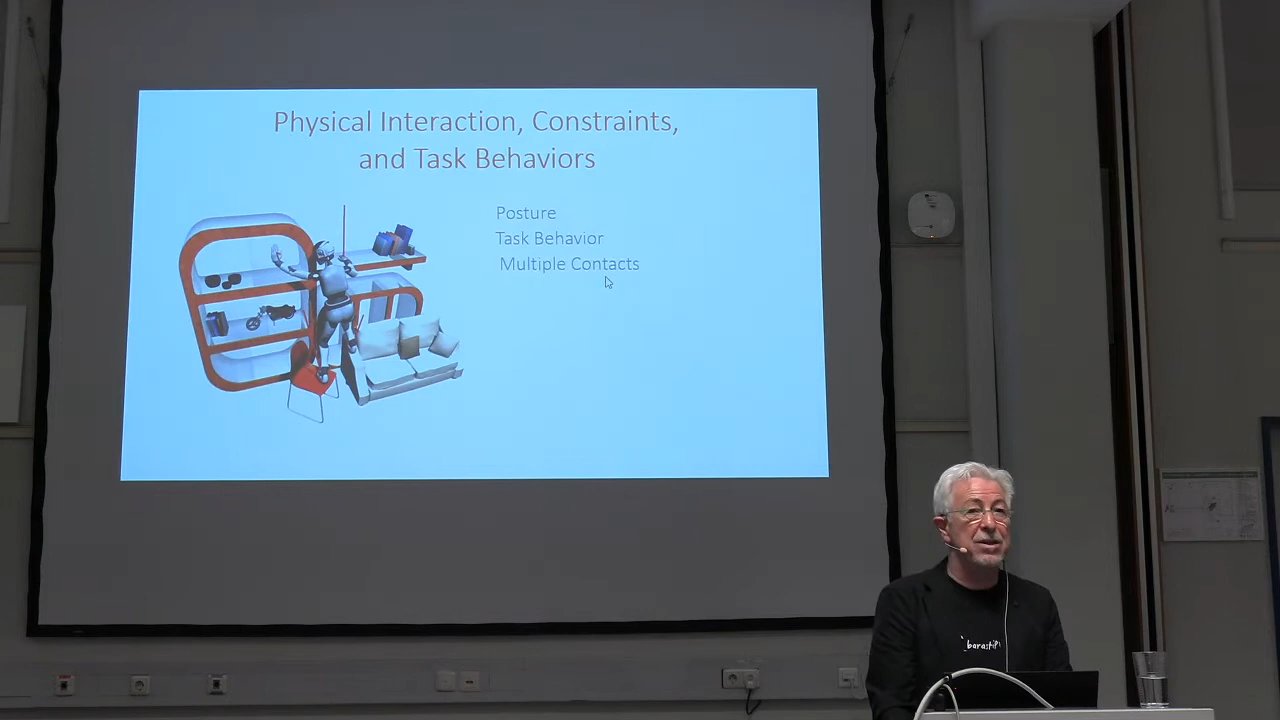 Physical Interaction, Constraints,
and Task Behaviors
Posture
Task Behavior
Multiple Contacts